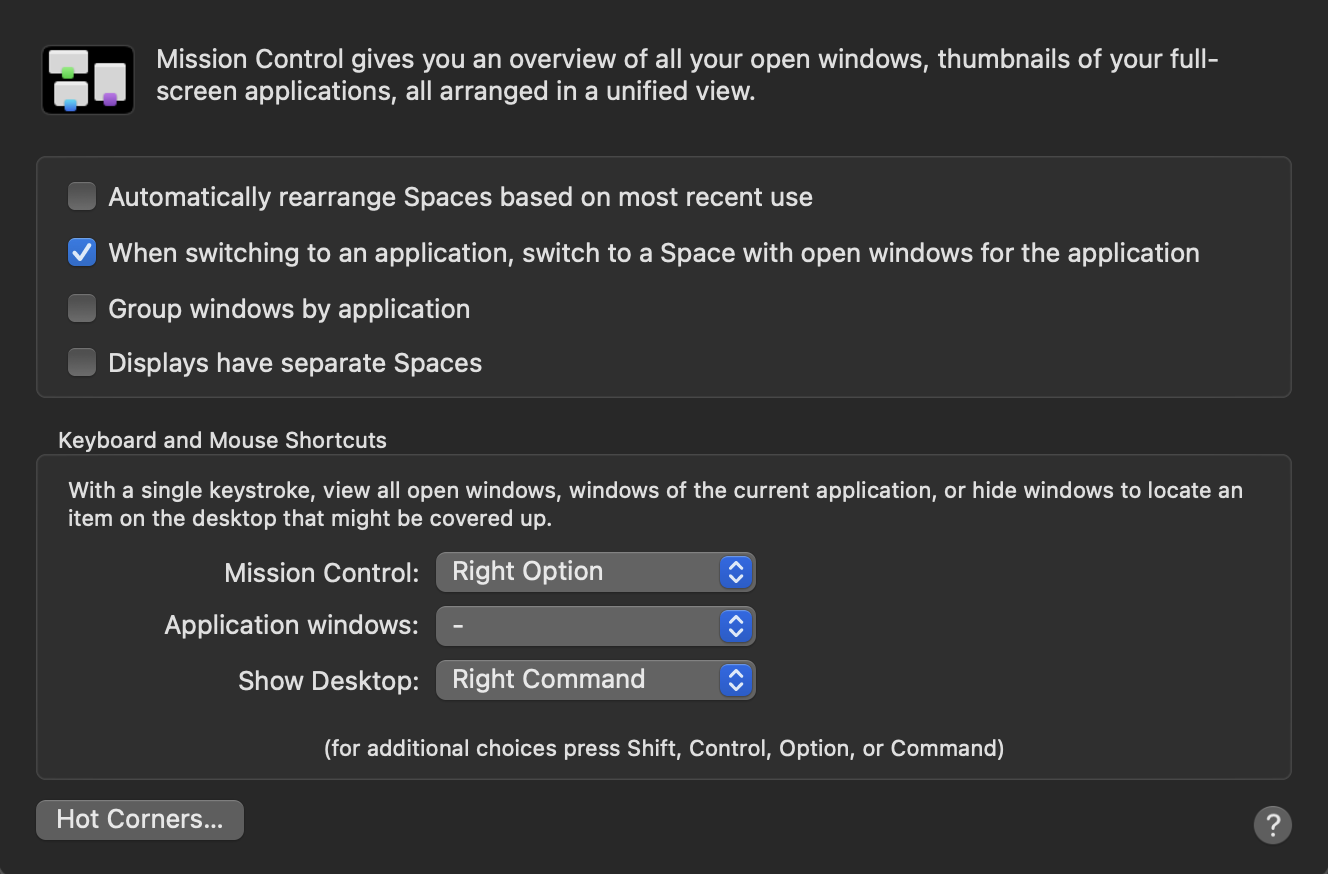 Mission Control gives you an overview of all your open windows, thumbnails of your full-
screen applications, all arranged in a unified view.
Automatically rearrange Spaces based on most recent use
When switching to an application, switch to a Space with open windows for the application
Group windows by application
Displays have separate Spaces
Keyboard and Mouse Shortcuts
With a single keystroke, view all open windows, windows of the current application, or hide windows to locate an
item on the desktop that might be covered up.
Mission Control: Right Option
Application windows: -
Show Desktop: Right Command
(for additional choices press Shift, Control, Option, or Command)
Hot Corners... ?